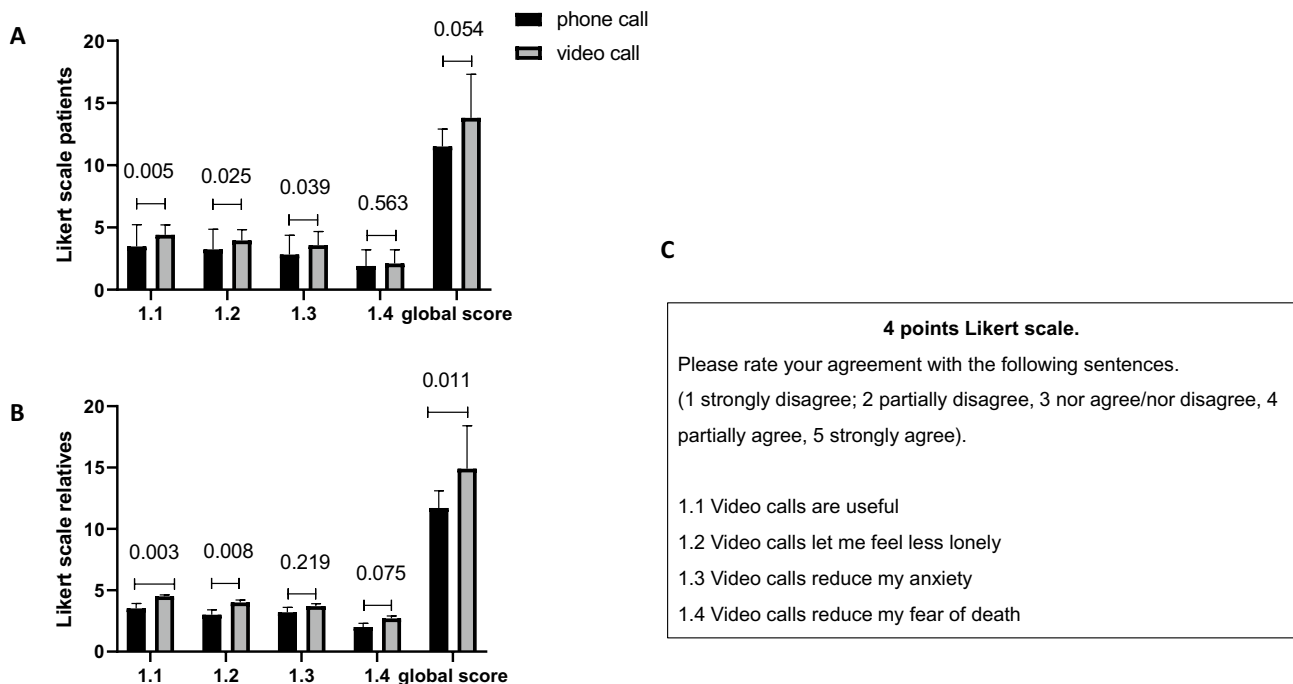 A
phone call
video call
Likert scale patients
20
15
10
5
0
0.005
0.025
0.039
0.563
0.054
1.1
1.2
1.3
1.4
global score
B
Likert scale relatives
20
15
10
5
0
0.003
0.008
0.219
0.075
0.011
1.1
1.2
1.3
1.4
global score
C
4 points Likert scale.
Please rate your agreement with the following sentences.
(1 strongly disagree; 2 partially disagree, 3 nor agree/nor disagree, 4
partially agree, 5 strongly agree).
1.1 Video calls are useful
1.2 Video calls let me feel less lonely
1.3 Video calls reduce my anxiety
1.4 Video calls reduce my fear of death